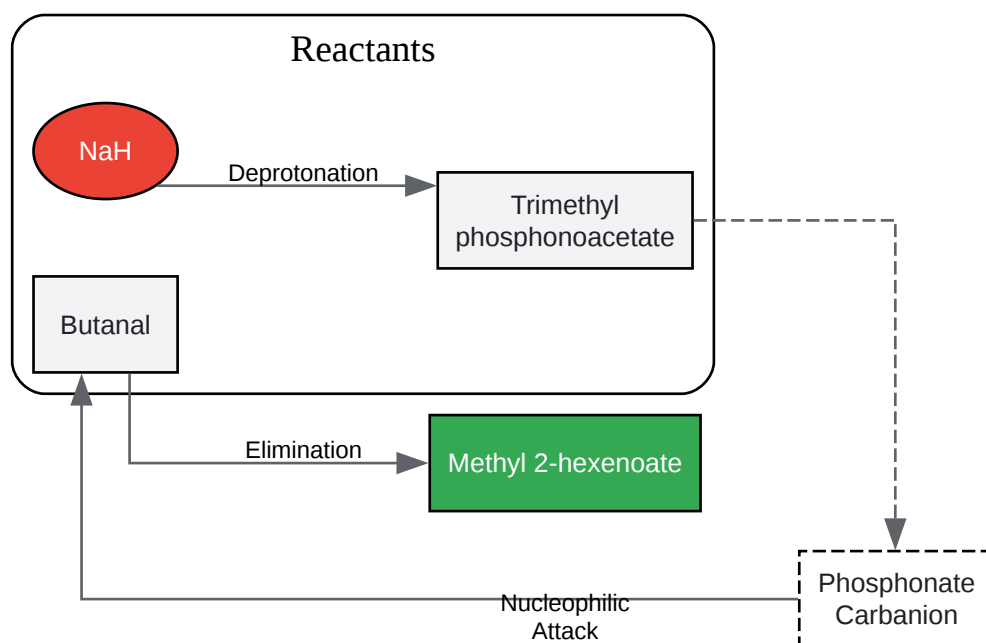 Reactants
NaH
Deprotonation
Trimethyl
phosphonoacetate
Butanal
Elimination
Methyl 2-hexenoate
Nucleophilic
Attack
Phosphonate
Carbanion